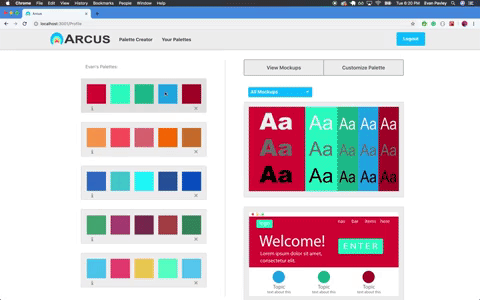 Chrome File Edit View History Bookmarks People Window Help
Tue 6:20 PM Evan Paxley
Arcus
localhost:3001/Profile
ARCUS Palette Creator Your Palettes Logout
Evan's Palettes:
View Mockups Customize Palette
All Mockups
Aa Aa Aa Aa Aa
Aa Aa Aa Aa Aa
Aa Aa Aa Aa Aa
logo nav bar items here
Welcome!
Lorem ipsum dolor sit amet,
consectetur elit.
ENTER
Topic Topic Topic
text about this text about this text about this